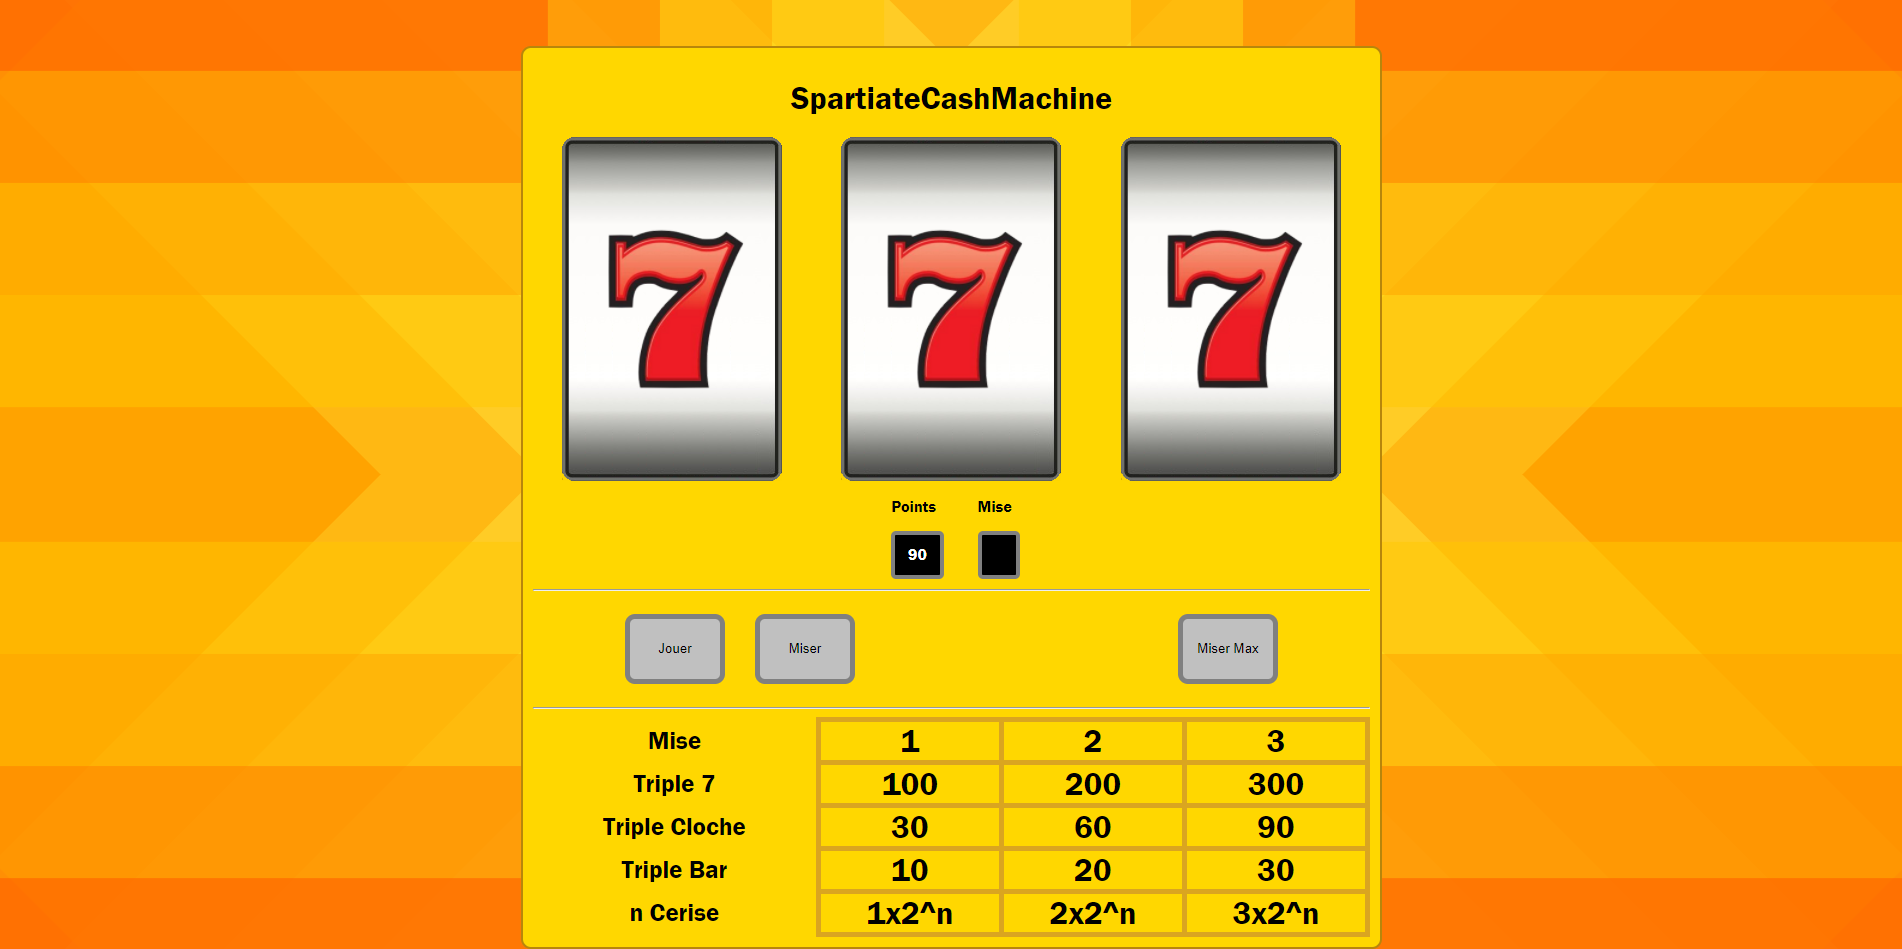 SpartiateCashMachine
7 7 7
Points Mise
90
Jouer Miser Miser Max
Mise 1 2 3
Triple 7 100 200 300
Triple Cloche 30 60 90
Triple Bar 10 20 30
n Cerise 1x2^n 2x2^n 3x2^n